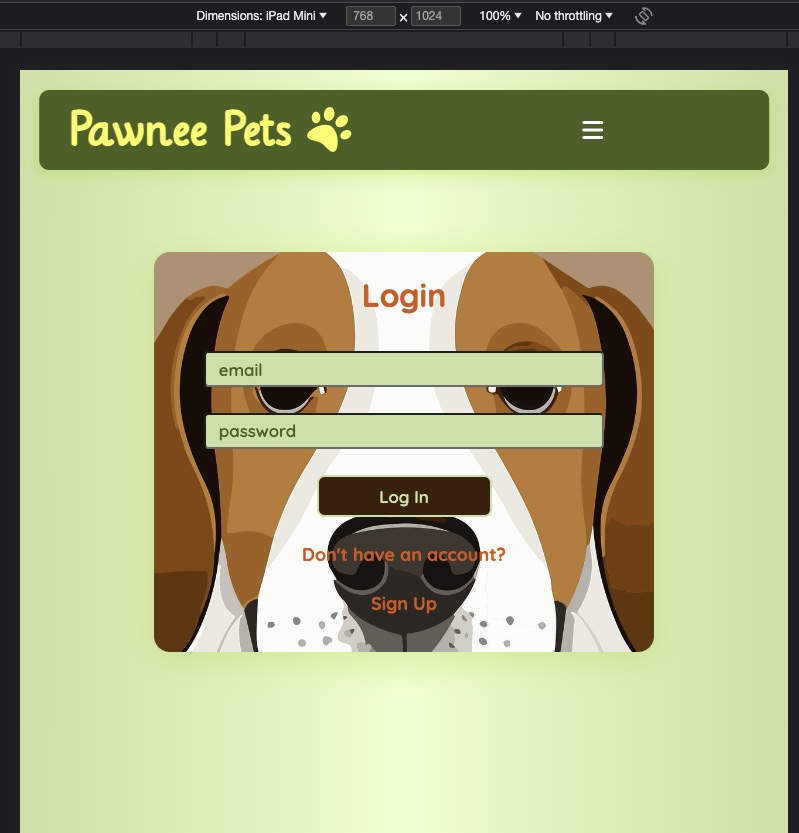 Dimensions: iPad Mini 768 × 1024 100% No throttling
Pawnee Pets
Login
email
password
Log In
Don't have an account?
Sign Up